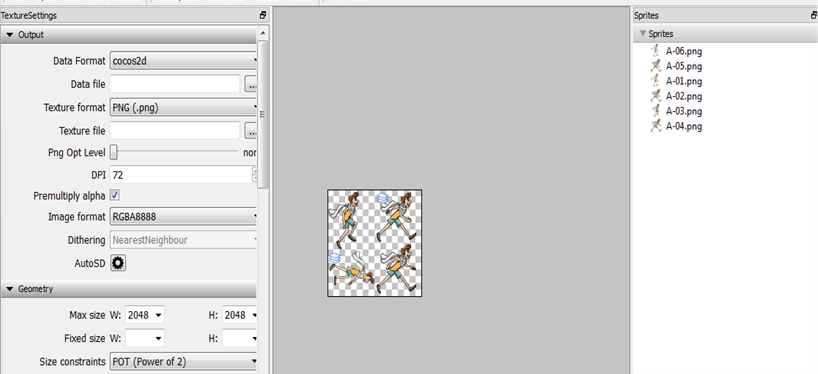 TextureSettings
Output
Data Format cocos2d
Data file ...
Texture format PNG (.png)
Texture file ...
Png Opt Level
DPI 72
Premultiply alpha
Image format RGBA8888
Dithering NearestNeighbour
AutoSD
Geometry
Max size W: 2048 H: 2048
Fixed size W: H:
Size constraints POT (Power of 2)
Sprites
Sprites
A-06.png
A-05.png
A-01.png
A-02.png
A-03.png
A-04.png